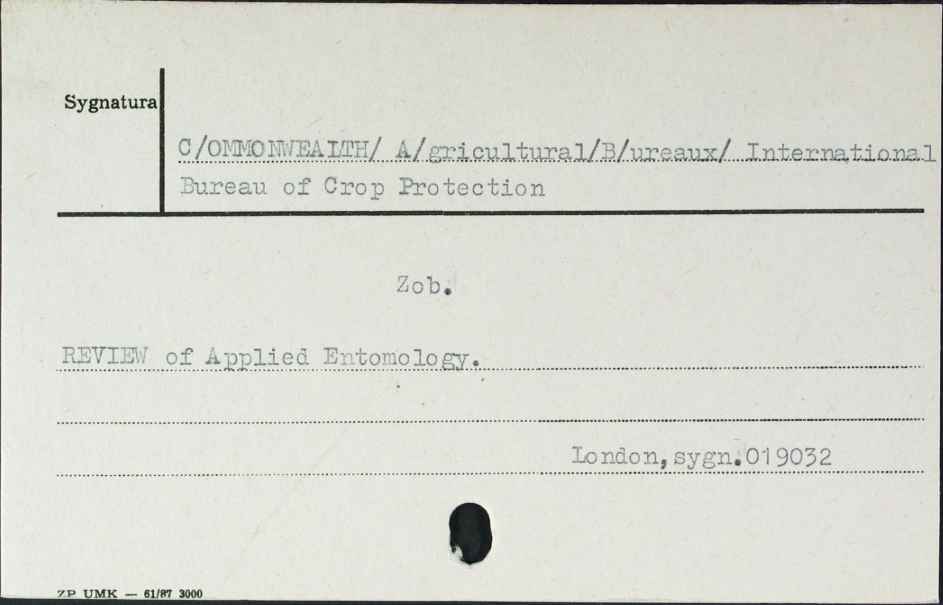 Sygnatura
C/OMMONWEALTH/ A/gricultural/B/ureaux/ International
Bureau of Crop Protection
Zob.
REVIEW of Applied Entomology.
London,sygn.019032
ZP UMK — 61/87 3000